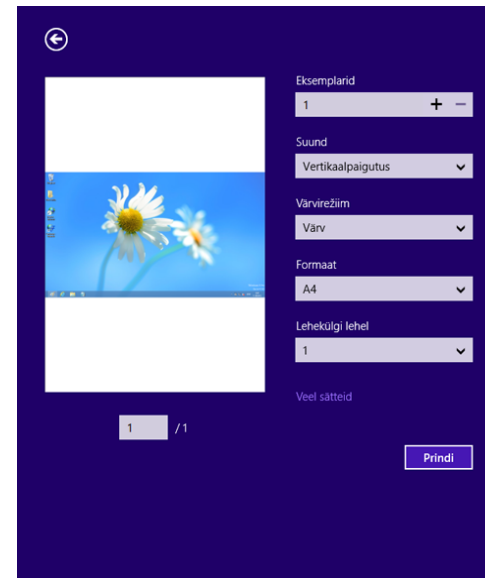 Eksemplarid
1
Suund
Vertikaalpaigutus
Värvirežiim
Värv
Formaat
A4
Lehekülgi lehel
1
Veel sätteid
1 / 1
Prindi